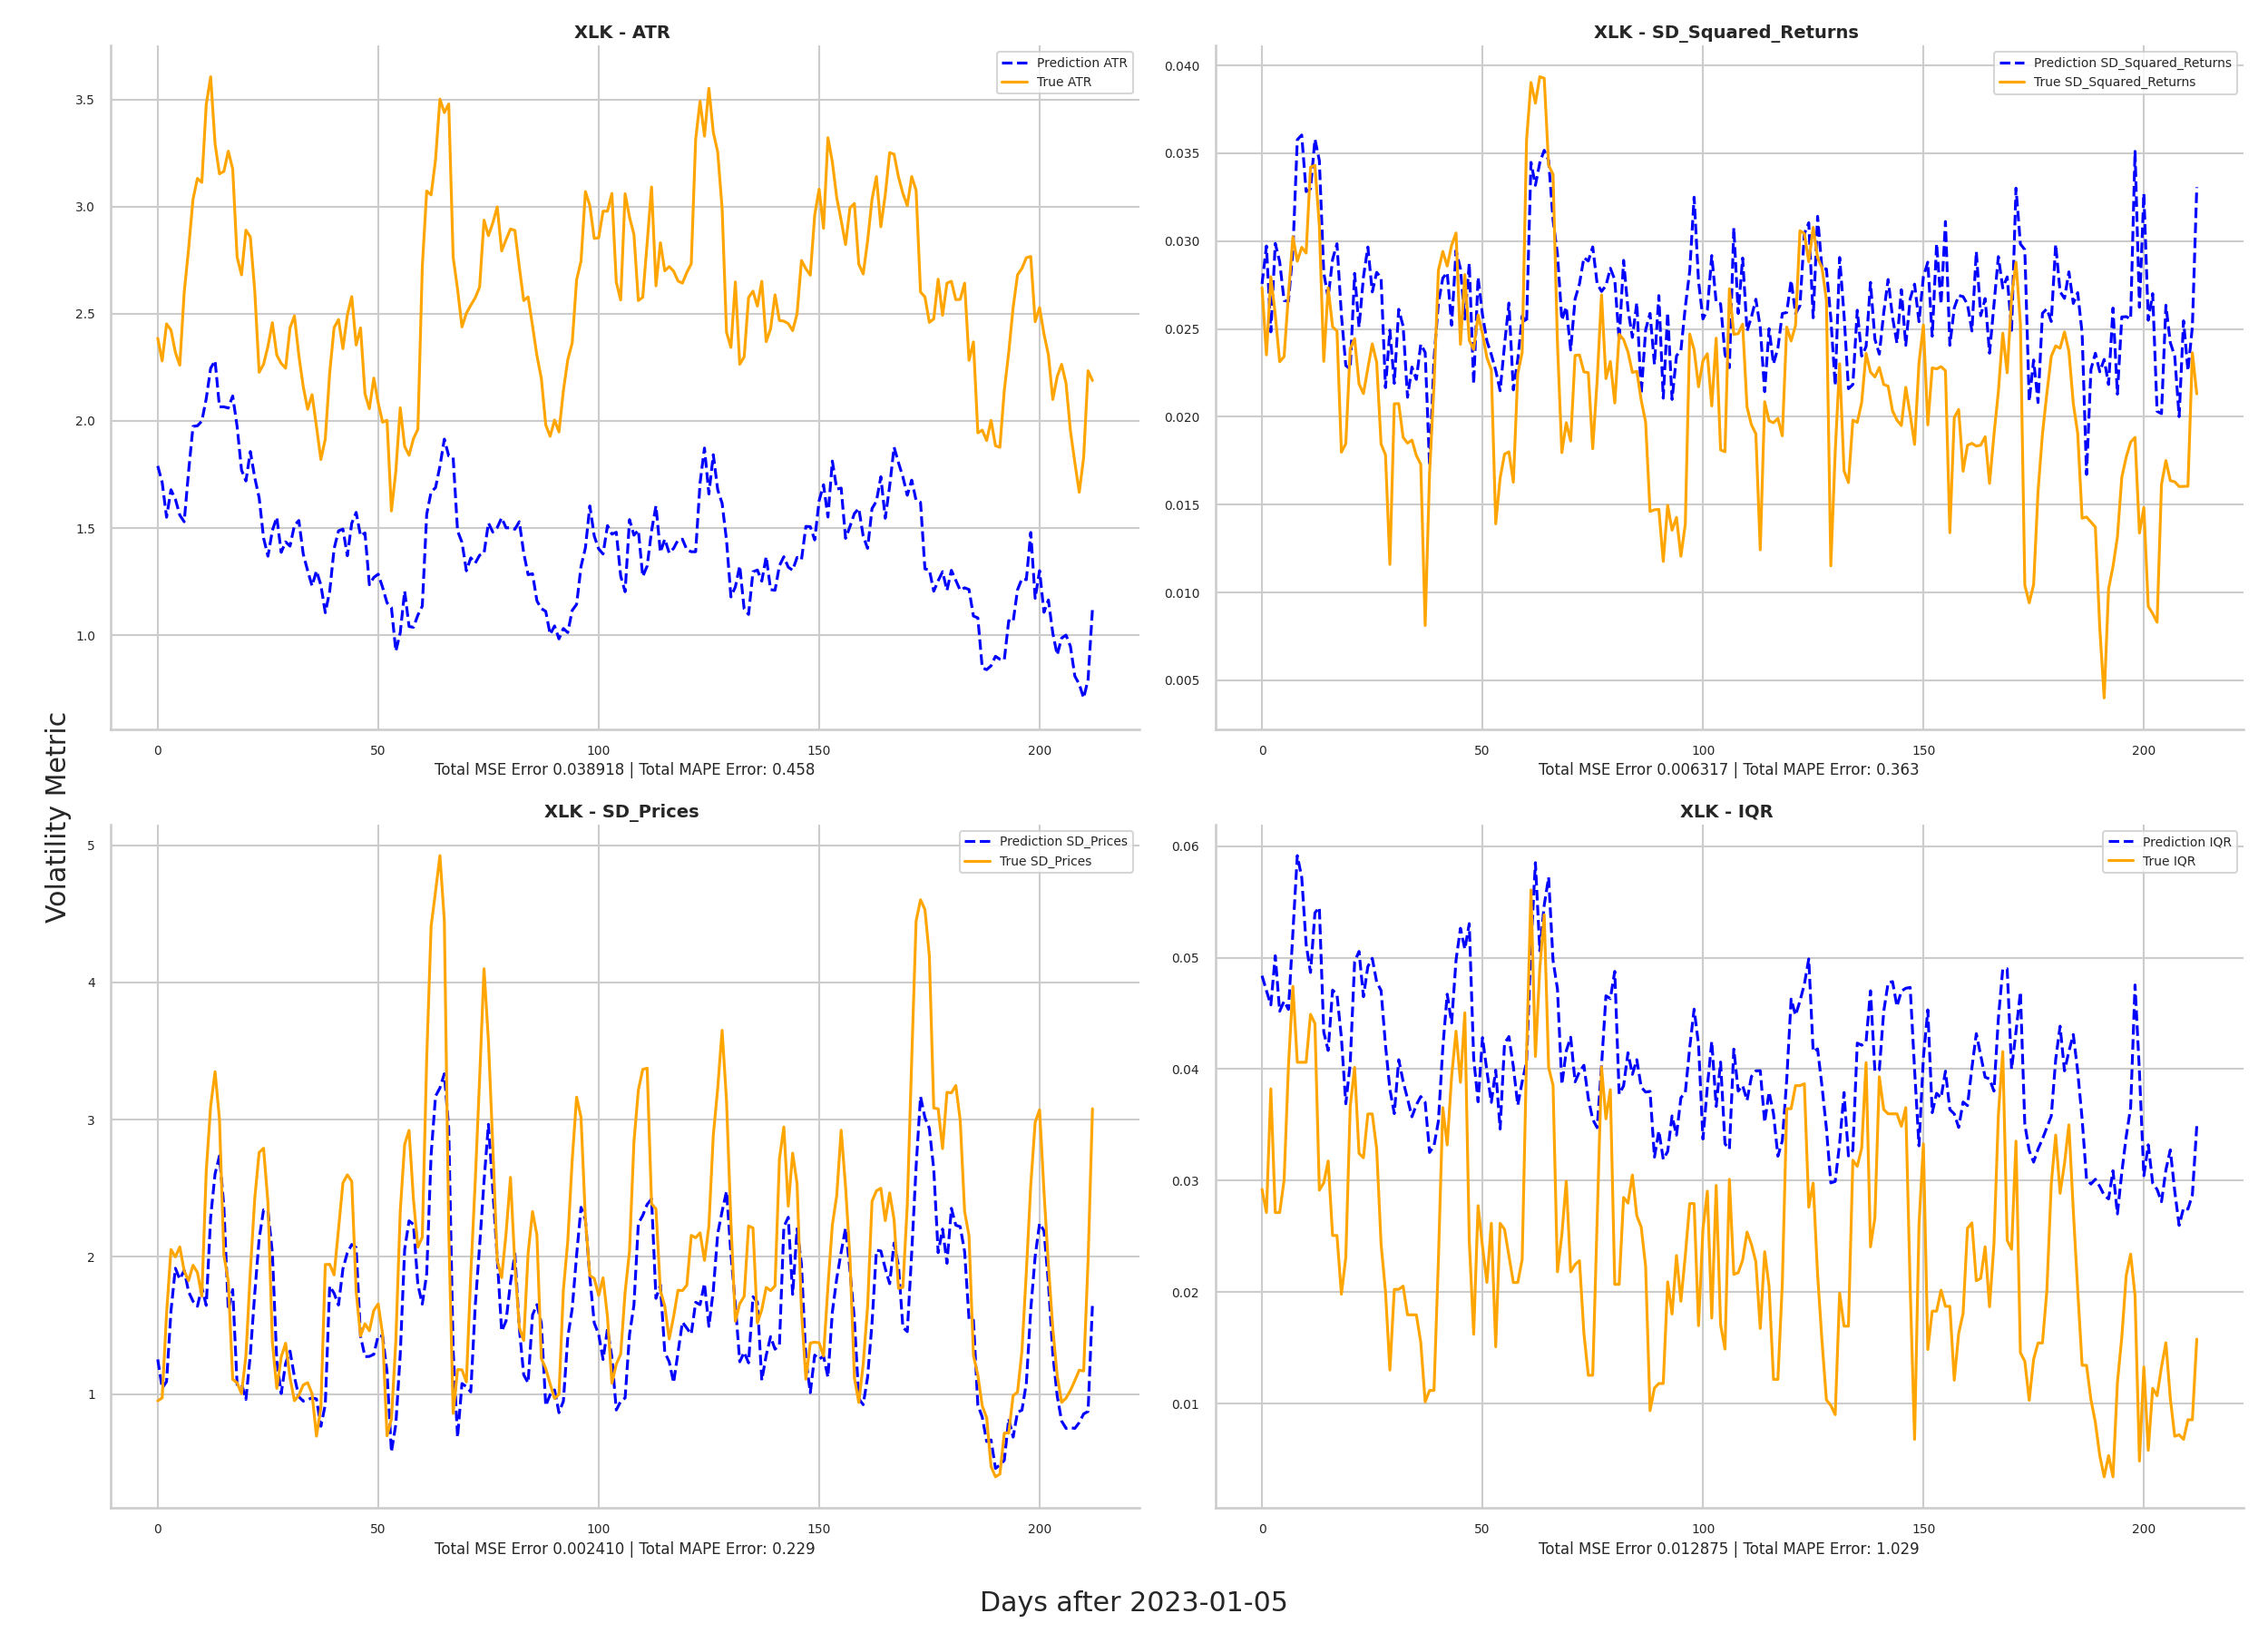 Volatility Metric
XLK - ATR
Prediction ATR
True ATR
3.5
3.0
2.5
2.0
1.5
1.0
0
50
100
150
200
Total MSE Error 0.038918 | Total MAPE Error: 0.458
XLK - SD_Squared_Returns
Prediction SD_Squared_Returns
True SD_Squared_Returns
0.040
0.035
0.030
0.025
0.020
0.015
0.010
0.005
0
50
100
150
200
Total MSE Error 0.006317 | Total MAPE Error: 0.363
XLK - SD_Prices
Prediction SD_Prices
True SD_Prices
5
4
3
2
1
0
50
100
150
200
Total MSE Error 0.002410 | Total MAPE Error: 0.229
XLK - IQR
Prediction IQR
True IQR
0.06
0.05
0.04
0.03
0.02
0.01
0
50
100
150
200
Total MSE Error 0.012875 | Total MAPE Error: 1.029
Days after 2023-01-05